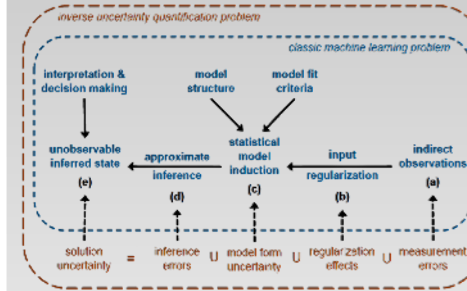 inverse uncertainty quantification problem
classic machine learning problem
interpretation &
decision making
model
structure
model fit
criteria
unobservable
inferred state
(e)
approximate
inference
(d)
statistical
model
induction
(c)
input
regularization
(b)
indirect
observations
(a)
solution
uncertainty
=
inference
errors
U
model form
uncertainty
U
regularization
effects
U
measurement
errors